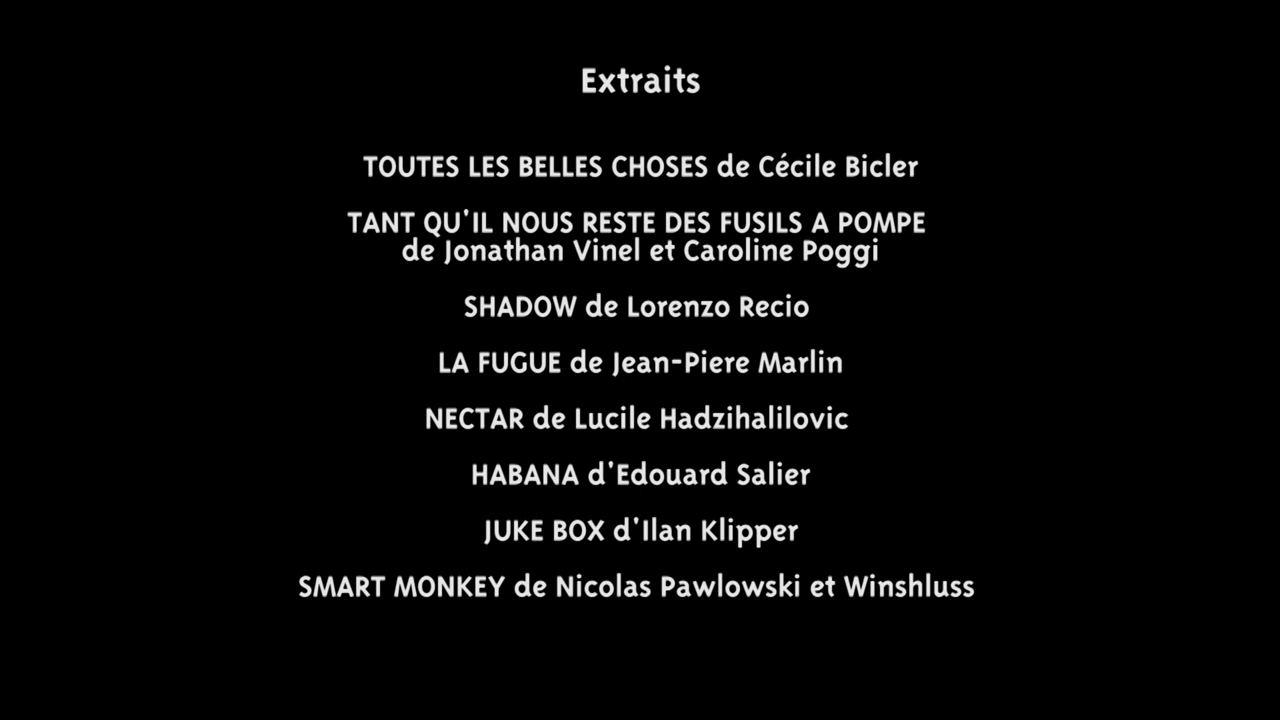 Extraits
TOUTES LES BELLES CHOSES de Cécile Bicler
TANT QU'IL NOUS RESTE DES FUSILS A POMPE
de Jonathan Vinel et Caroline Poggi
SHADOW de Lorenzo Recio
LA FUGUE de Jean-Piere Marlin
NECTAR de Lucile Hadzihalilovic
HABANA d'Edouard Salier
JUKE BOX d'Ilan Klipper
SMART MONKEY de Nicolas Pawlowski et Winshluss